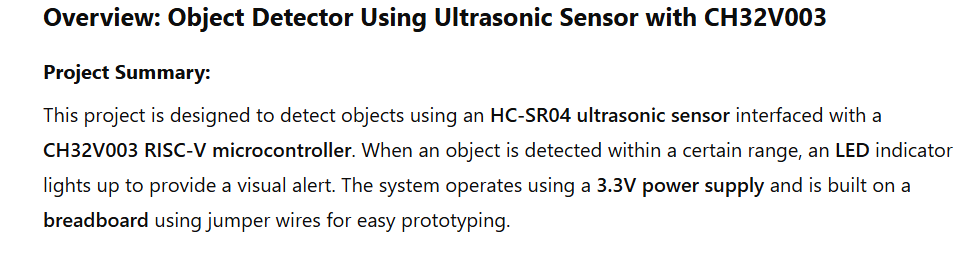 Overview: Object Detector Using Ultrasonic Sensor with CH32V003
Project Summary:
This project is designed to detect objects using an HC-SR04 ultrasonic sensor interfaced with a
CH32V003 RISC-V microcontroller. When an object is detected within a certain range, an LED indicator
lights up to provide a visual alert. The system operates using a 3.3V power supply and is built on a
breadboard using jumper wires for easy prototyping.